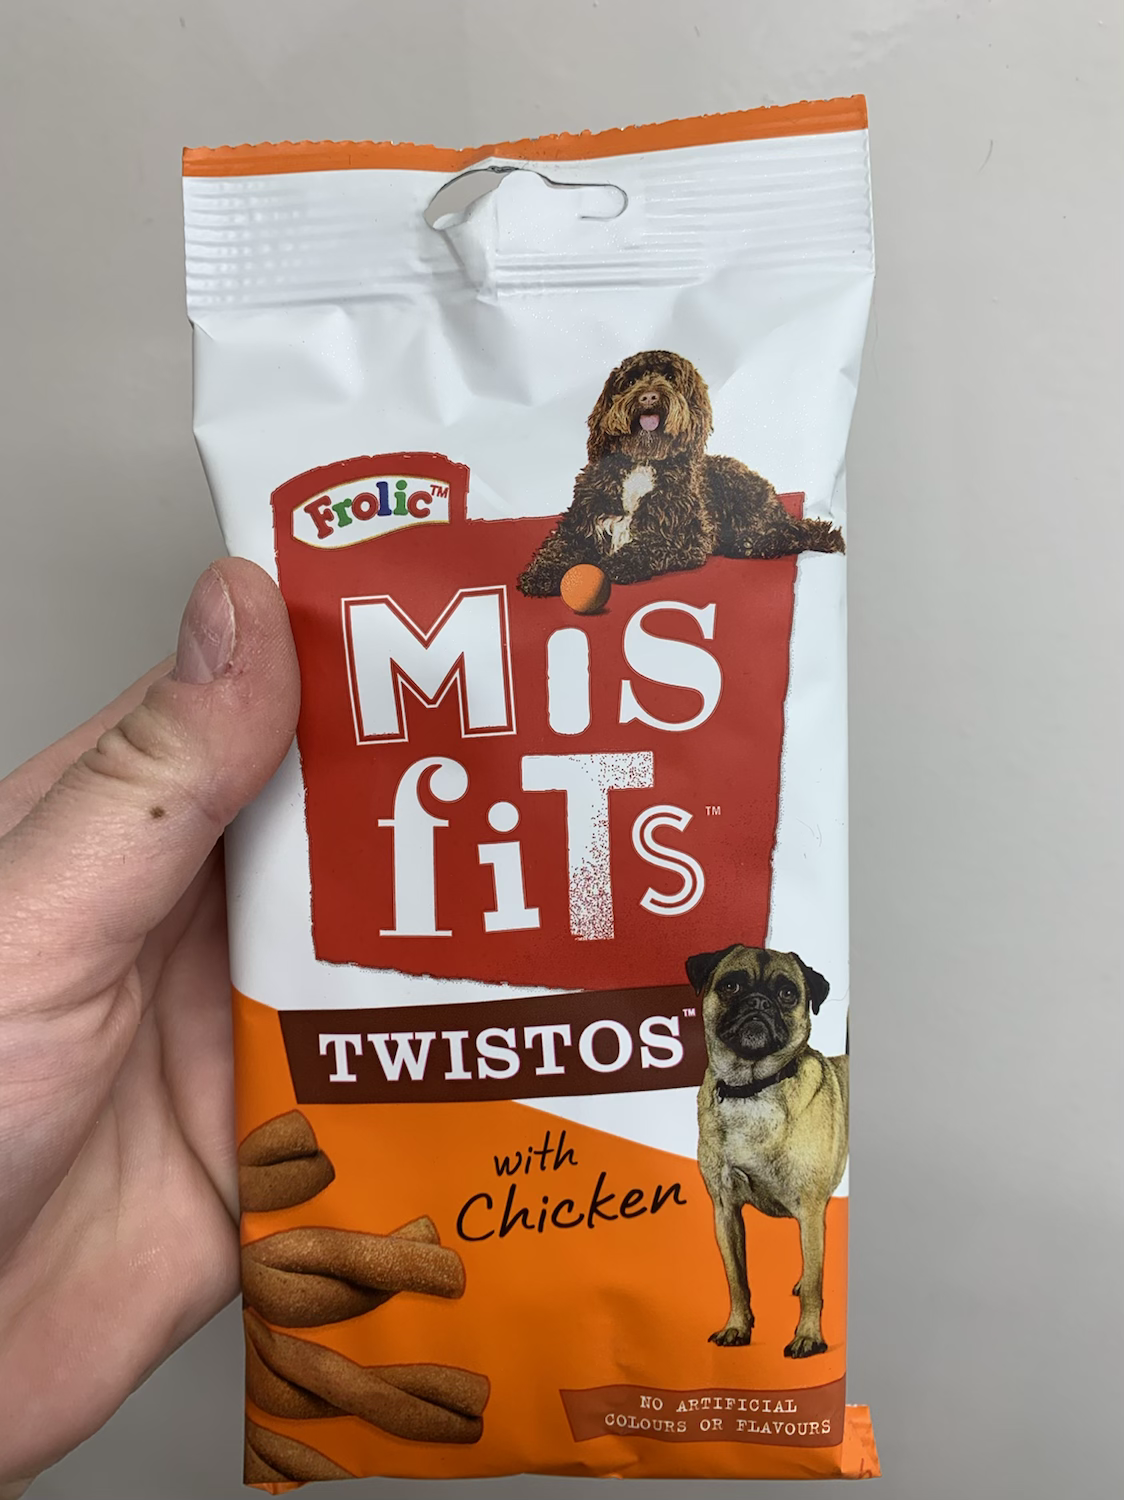 Frolic™
Mis
fiTs™
TWISTOS™
with
Chicken
NO ARTIFICIAL
COLOURS OR FLAVOURS